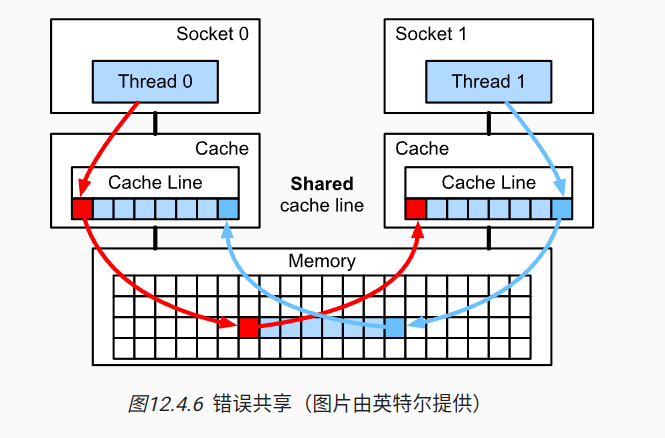 Socket 0
Socket 1
Thread 0
Thread 1
Cache
Cache
Cache Line
Shared
cache line
Cache Line
Memory
图12.4.6 错误共享（图片由英特尔提供）